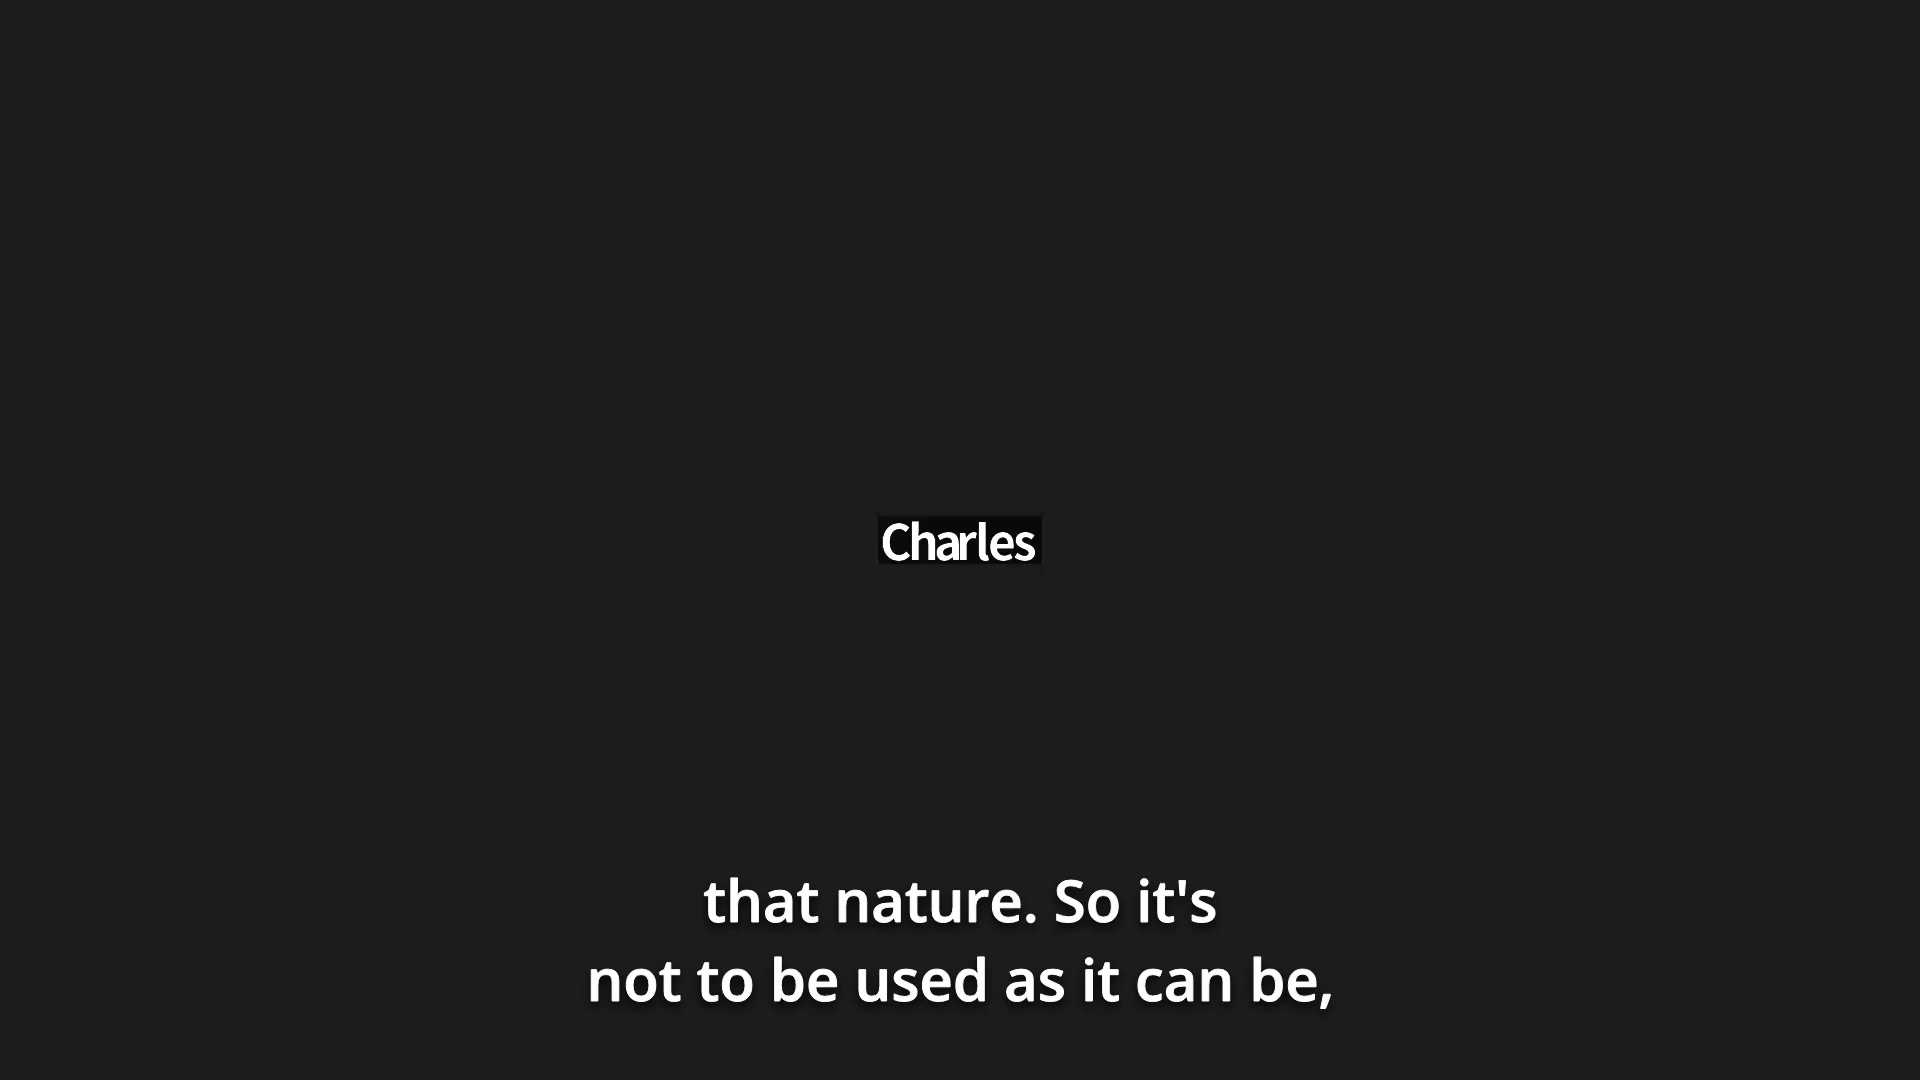 Charles
that nature. So it's
not to be used as it can be,